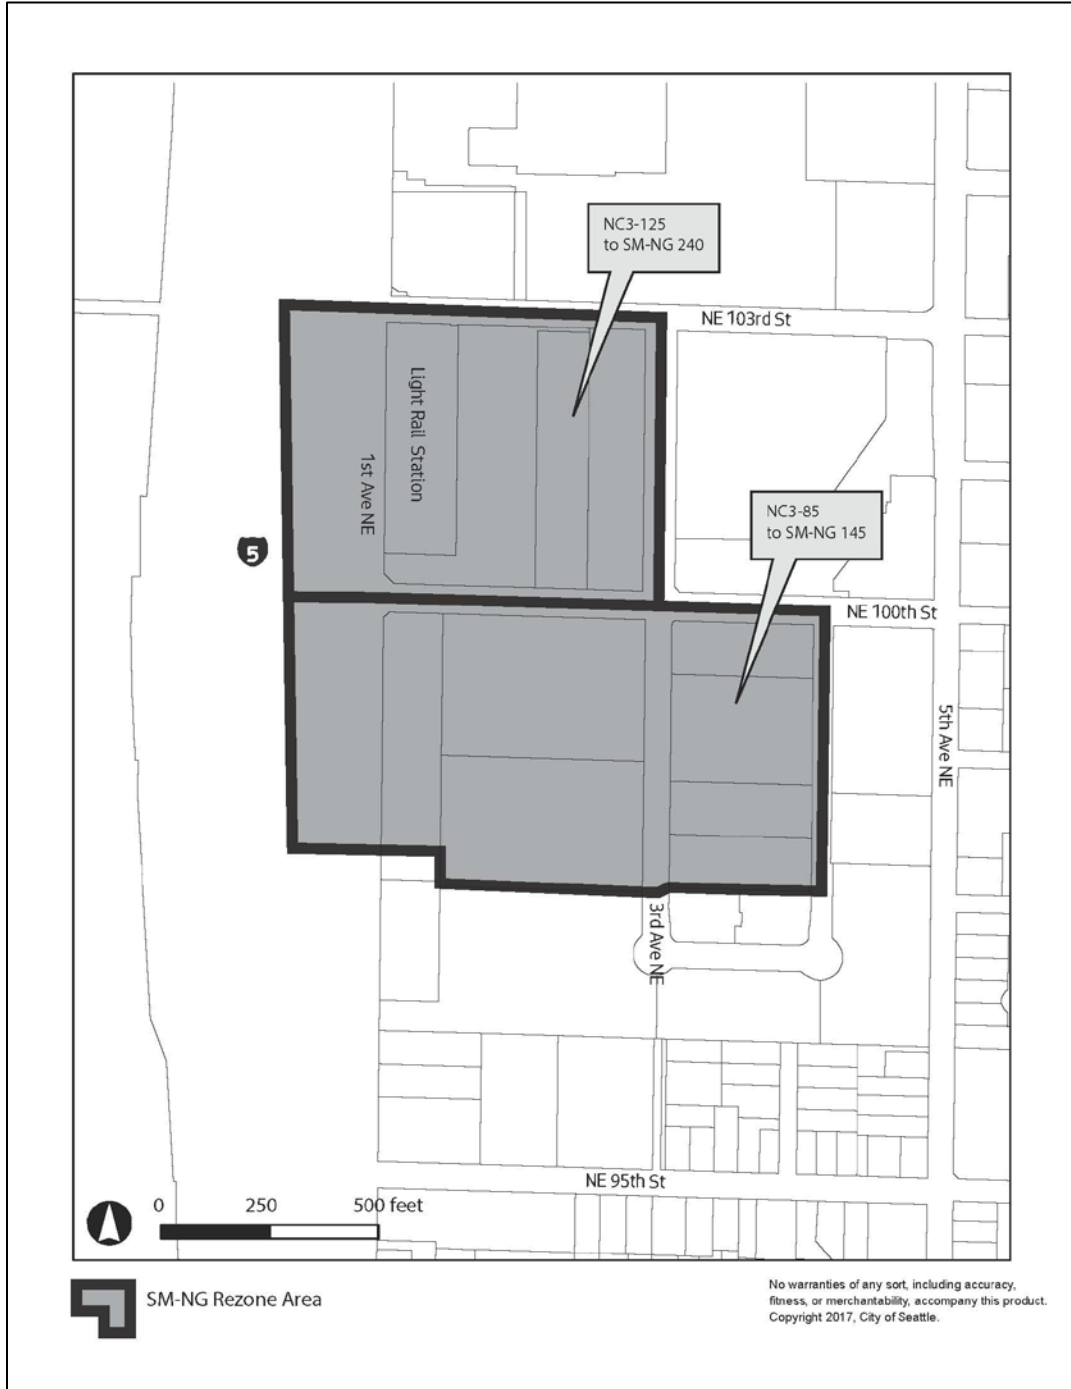 NC3-125
to SM-NG 240
NE 103rd St
Light Rail Station
1st Ave NE
5
NC3-85
to SM-NG 145
NE 100th St
5th Ave NE
3rd Ave NE
NE 95th St
0 250 500 feet
SM-NG Rezone Area
No warranties of any sort, including accuracy,
fitness, or merchantability, accompany this product.
Copyright 2017, City of Seattle.